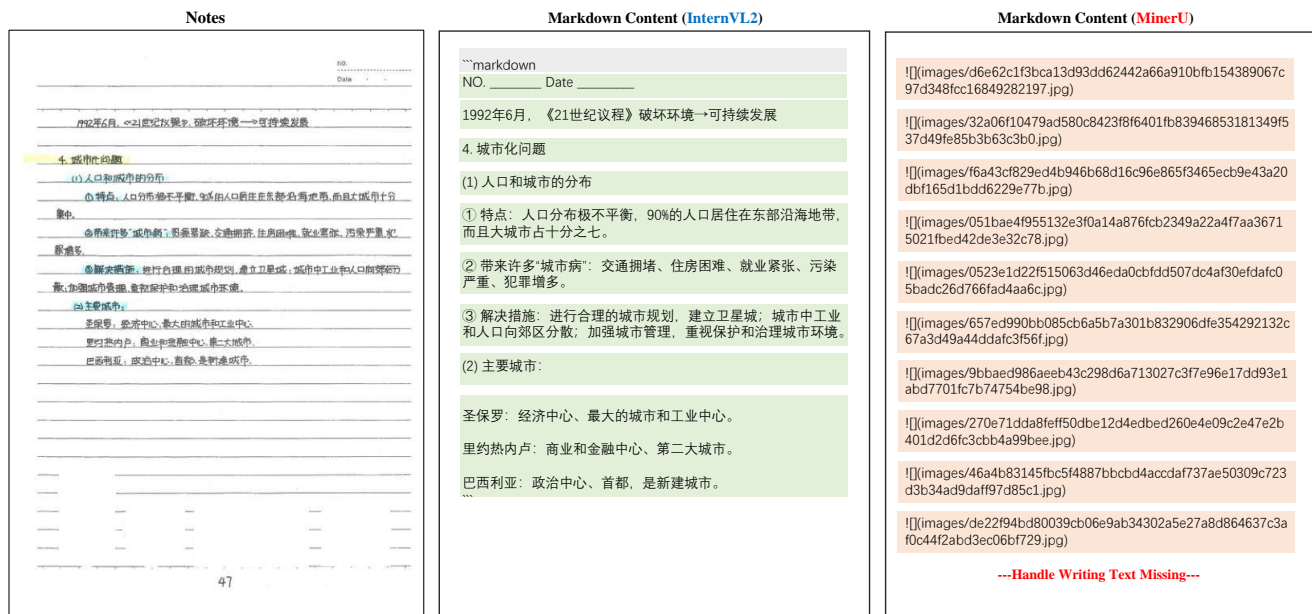 Notes
NO.
Date
1992年6月,《21世纪议程》,破坏环境→可持续发展
4. 城市化问题
(1) 人口和城市的分布
① 特点: 人口分布极不平衡, 90%的人口居住在东部沿海地带, 而且大城市十分
集中。
②带来许多"城市病": 资源紧缺, 交通拥挤, 住房困难, 就业紧张, 污染严重, 犯
罪增多.
③解决措施: 进行合理的城市规划, 建立卫星城; 城市中工业和人口向郊区分
散; 加强城市管理, 重视保护和治理城市环境.
(2)主要城市:
圣保罗: 经济中心, 最大的城市和工业中心.
里约热内卢: 商业和金融中心, 第二大城市.
巴西利亚: 政治中心, 首都, 是新建城市.
47
Markdown Content (InternVL2)
```markdown
NO. ________ Date ________
1992年6月，《21世纪议程》破坏环境→可持续发展
4. 城市化问题
(1) 人口和城市的分布
① 特点：人口分布极不平衡，90%的人口居住在东部沿海地带，
而且大城市占十分之七。
② 带来许多“城市病”：交通拥堵、住房困难、就业紧张、污染
严重、犯罪增多。
③ 解决措施：进行合理的城市规划，建立卫星城；城市中工业
和人口向郊区分散；加强城市管理，重视保护和治理城市环境。
(2) 主要城市：
圣保罗：经济中心、最大的城市和工业中心。
里约热内卢：商业和金融中心、第二大城市。
巴西利亚：政治中心、首都，是新建城市。
```
Markdown Content (MinerU)
![](images/d6e62c1f3bca13d93dd62442a66a910bfb154389067c
97d348fcc16849282197.jpg)
![](images/32a06f10479ad580c8423f8f6401fb83946853181349f5
37d49fe85b3b63c3b0.jpg)
![](images/f6a43cf829ed4b946b68d16c96e865f3465ecb9e43a20
dbf165d1bdd6229e77b.jpg)
![](images/051bae4f955132e3f0a14a876fcb2349a22a4f7aa3671
5021fbed42de3e32c78.jpg)
![](images/0523e1d22f515063d46eda0cbfdd507dc4af30efdafc0
5badc26d766fad4aa6c.jpg)
![](images/657ed990bb085cb6a5b7a301b832906dfe354292132c
67a3d49a44ddafc3f56f.jpg)
![](images/9bbaed986aeeb43c298d6a713027c3f7e96e17dd93e1
abd7701fc7b74754be98.jpg)
![](images/270e71dda8feff50dbe12d4edbed260e4e09c2e47e2b
401d2d6fc3cbb4a99bee.jpg)
![](images/46a4b83145fbc5f4887bbcbd4accdaf737ae50309c723
d3b34ad9daff97d85c1.jpg)
![](images/de22f94bd80039cb06e9ab34302a5e27a8d864637c3a
f0c44f2abd3ec06bf729.jpg)
---Handle Writing Text Missing---